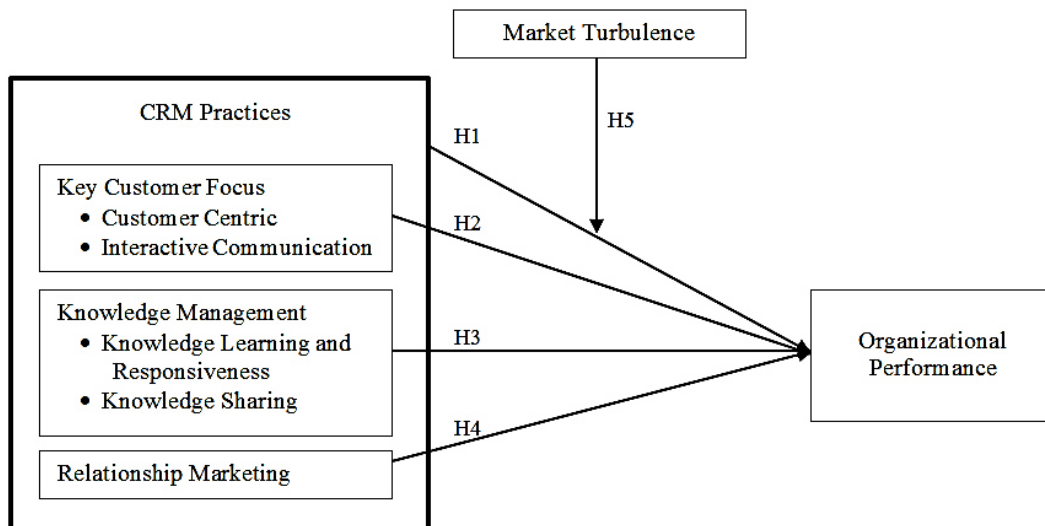 Market Turbulence
CRM Practices
H1
H5
Key Customer Focus
• Customer Centric
• Interactive Communication
H2
Knowledge Management
• Knowledge Learning and
Responsiveness
• Knowledge Sharing
H3
Organizational
Performance
H4
Relationship Marketing